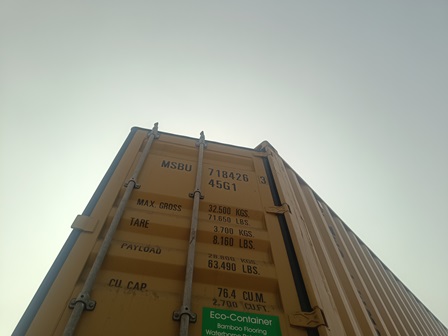 MSBU 718426 3
45G1
MAX. GROSS 32.500 KGS.
71.650 LBS.
TARE 3.700 KGS.
8.160 LBS.
PAYLOAD 28.800 KGS.
63.490 LBS.
CU. CAP. 76.4 CU.M.
2.700 CU.FT.
Eco-Container
Bamboo Flooring
Waterborne